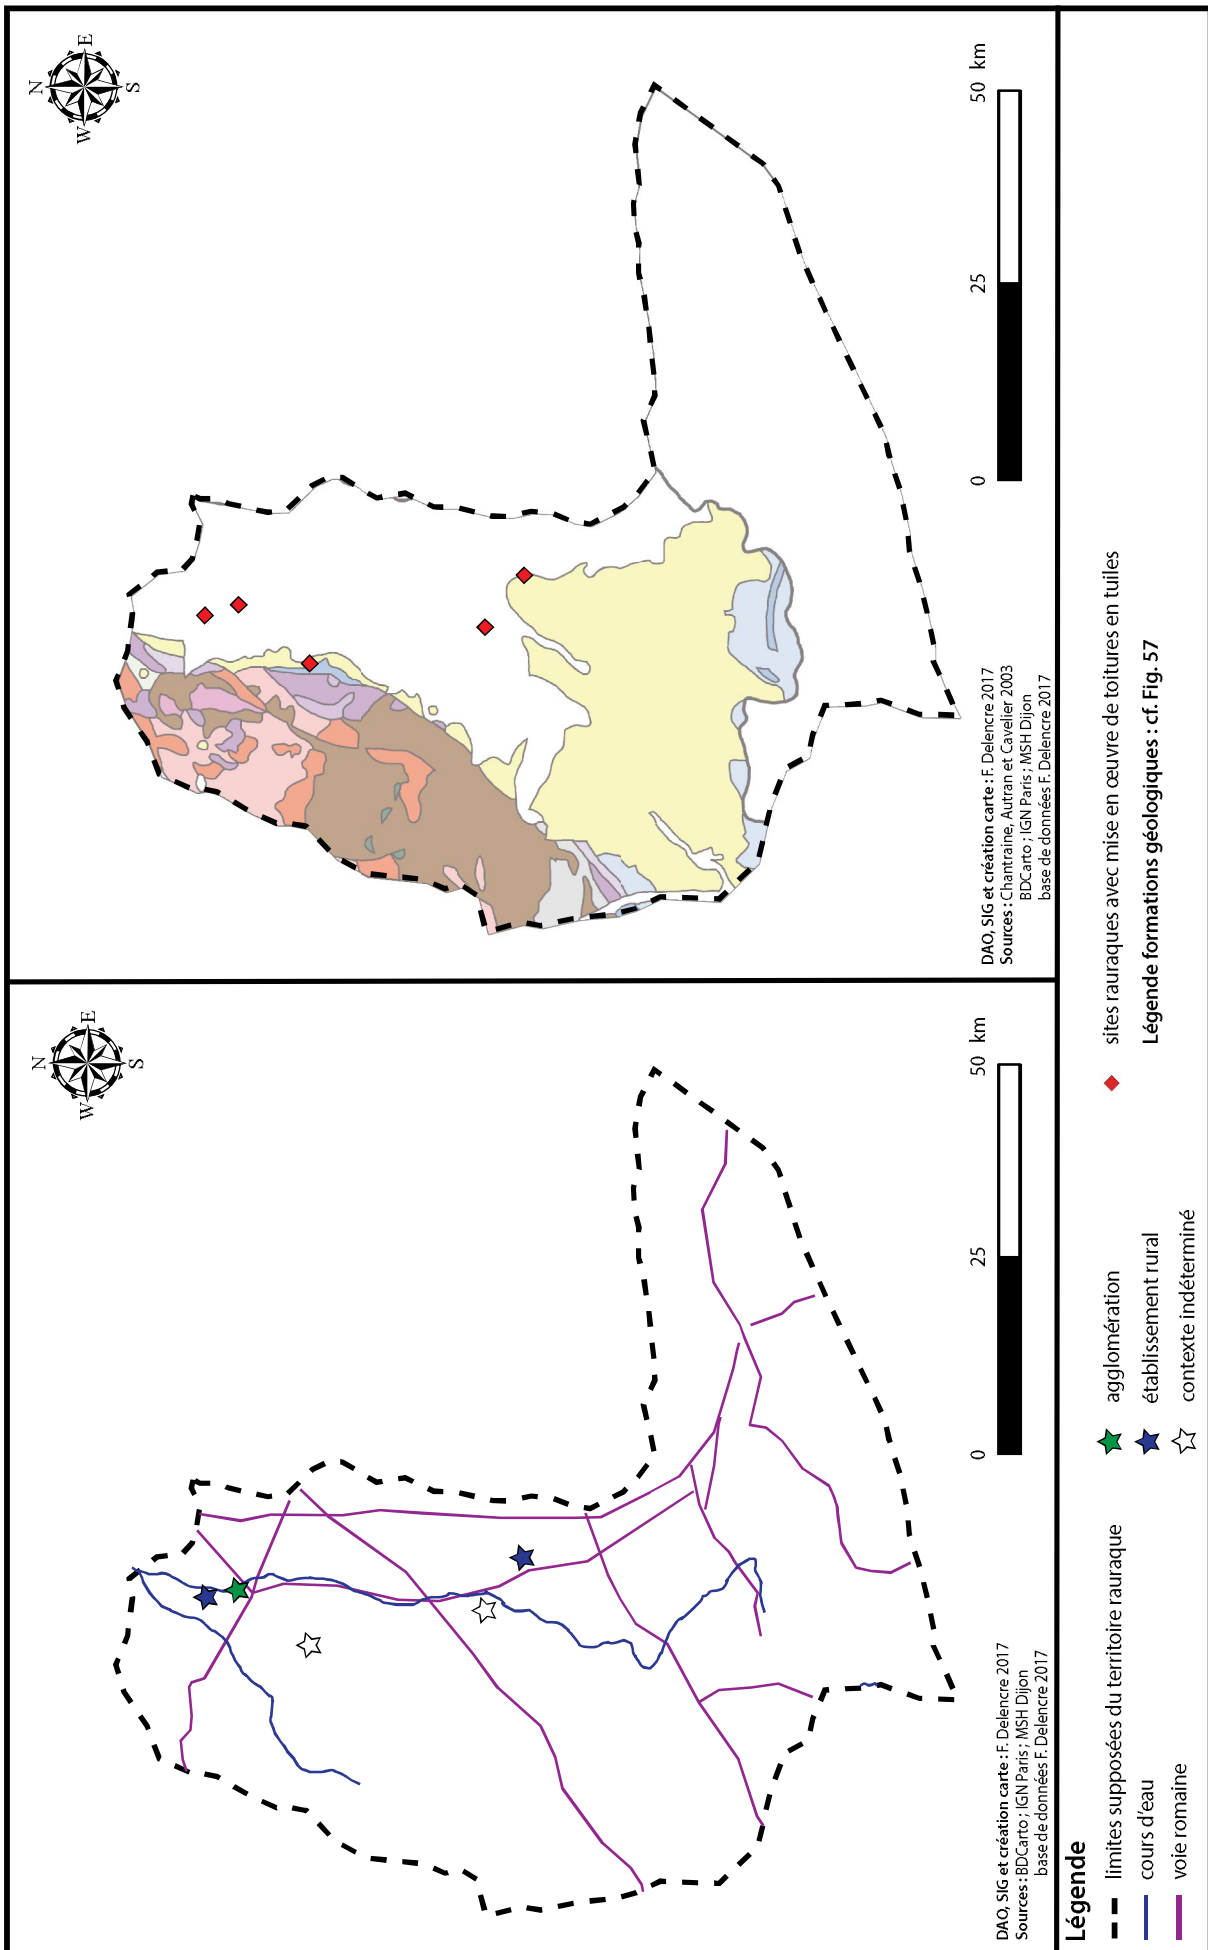 N
W
E
S
0
25
50 km
DAO, SIG et création carte : F. Delencre 2017
Sources : BDCarto ; IGN Paris ; MSH Dijon
base de données F. Delencre 2017
N
W
E
S
0
25
50 km
DAO, SIG et création carte : F. Delencre 2017
Sources : Chantraine, Autran et Cavelier 2003
BDCarto ; IGN Paris ; MSH Dijon
base de données F. Delencre 2017
Légende
limites supposées du territoire rauraque
cours d'eau
voie romaine
agglomération
établissement rural
contexte indéterminé
sites rauraques avec mise en œuvre de toitures en tuiles
Légende formations géologiques : cf. Fig. 57